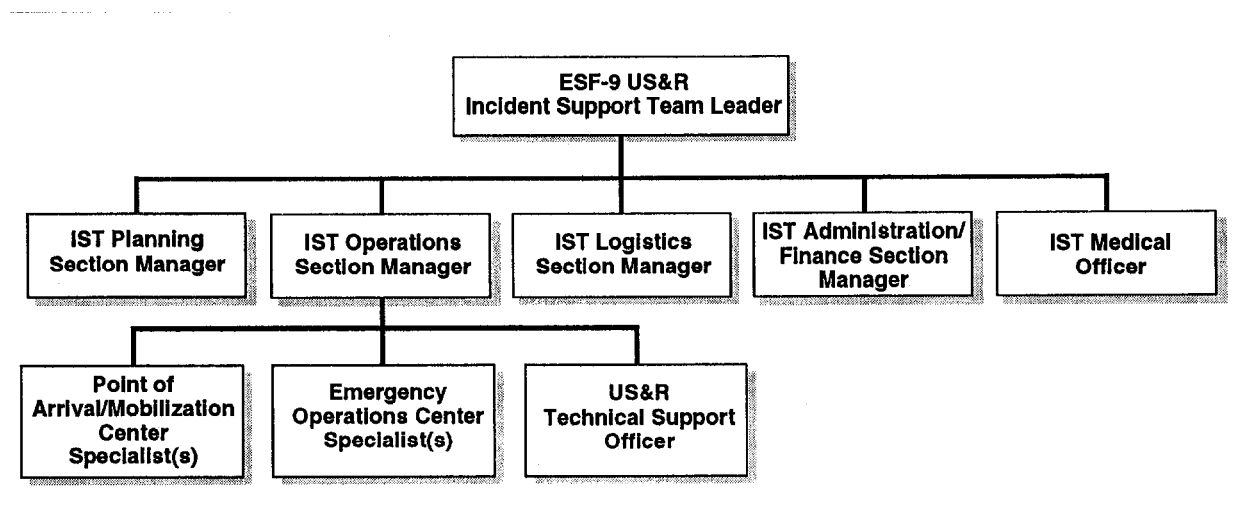 ESF-9 US&R
Incident Support Team Leader
IST Planning
Section Manager
IST Operations
Section Manager
IST Logistics
Section Manager
IST Administration/
Finance Section
Manager
IST Medical
Officer
Point of
Arrival/Mobilization
Center
Specialist(s)
Emergency
Operations Center
Specialist(s)
US&R
Technical Support
Officer